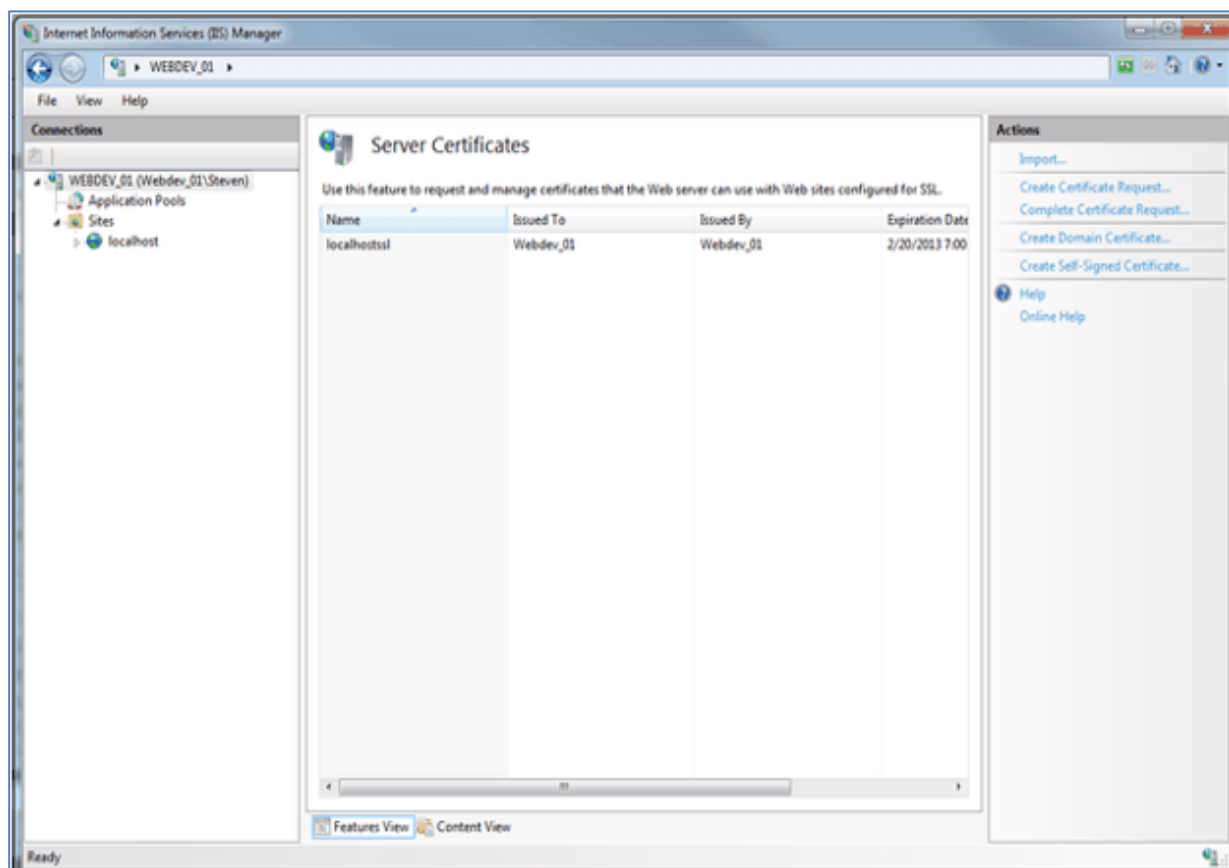 Internet Information Services (IIS) Manager
WEBDEV_01
File View Help
Connections
WEBDEV_01 (Webdev_01\Steven)
Application Pools
Sites
localhost
Server Certificates
Use this feature to request and manage certificates that the Web server can use with Web sites configured for SSL.
Name Issued To Issued By Expiration Date
localhostssl Webdev_01 Webdev_01 2/20/2013 7:00
Features View Content View
Actions
Import...
Create Certificate Request...
Complete Certificate Request...
Create Domain Certificate...
Create Self-Signed Certificate...
Help
Online Help
Ready